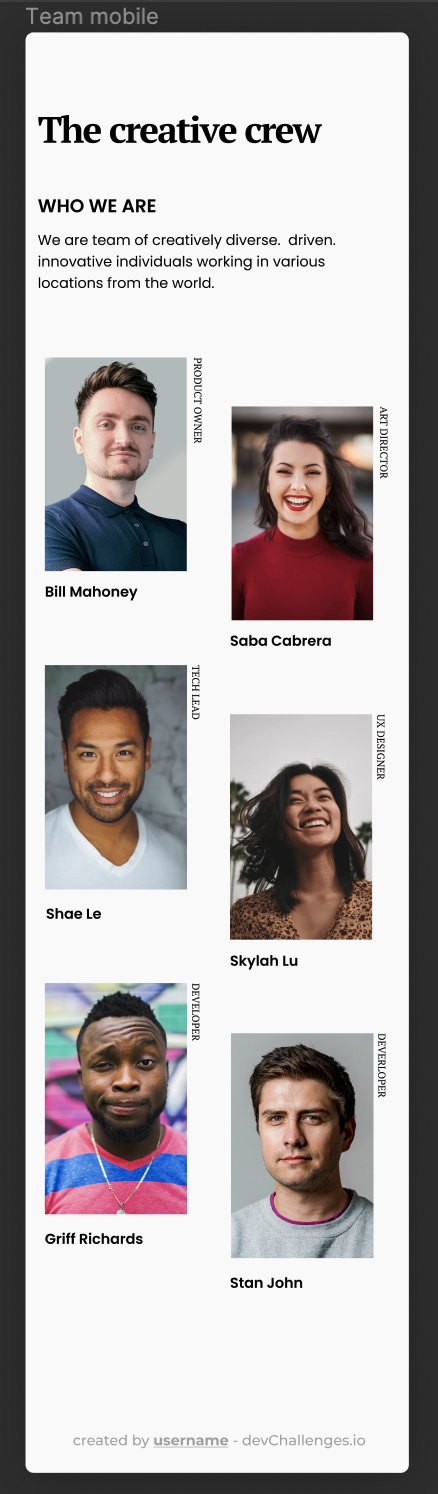 Team mobile
The creative crew
WHO WE ARE
We are team of creatively diverse.  driven.
innovative individuals working in various
locations from the world.
PRODUCT OWNER
Bill Mahoney
ART DIRECTOR
Saba Cabrera
TECH LEAD
Shae Le
UX DESIGNER
Skylah Lu
DEVELOPER
Griff Richards
DEVERLOPER
Stan John
created by username - devChallenges.io